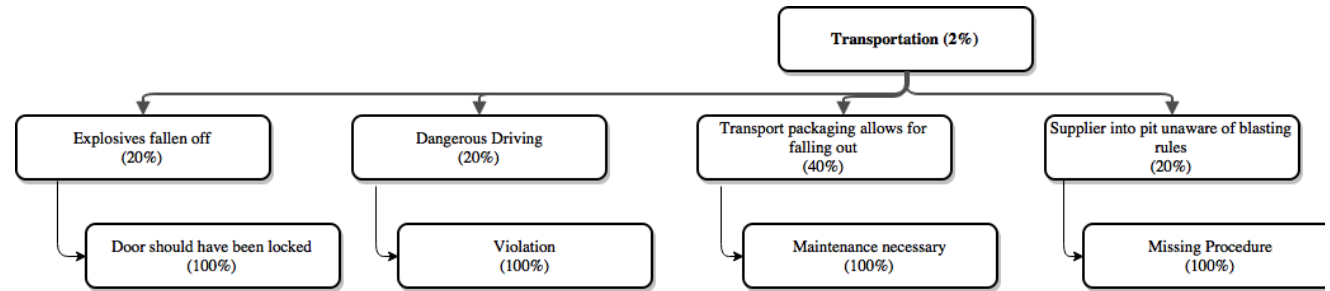 Transportation (2%)
Explosives fallen off
(20%)
Dangerous Driving
(20%)
Transport packaging allows for
falling out
(40%)
Supplier into pit unaware of blasting
rules
(20%)
Door should have been locked
(100%)
Violation
(100%)
Maintenance necessary
(100%)
Missing Procedure
(100%)